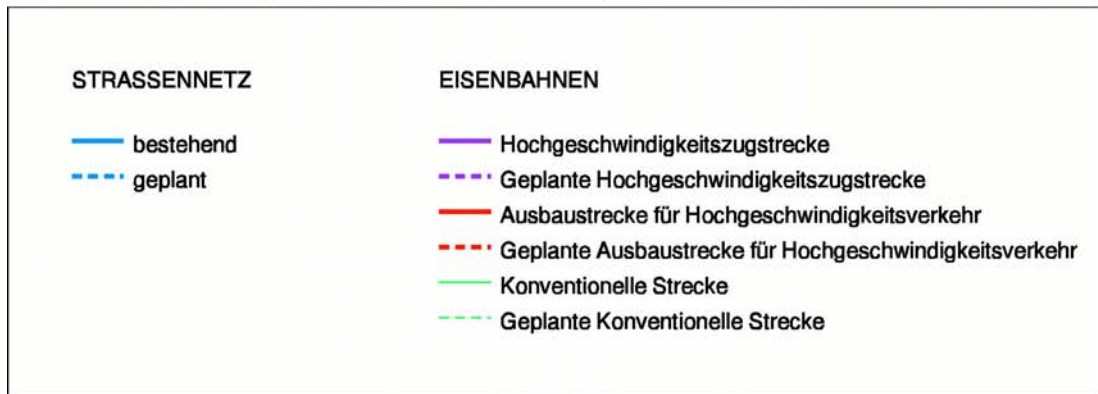 STRASSENNETZ
bestehend
geplant
EISENBAHNEN
Hochgeschwindigkeitszugstrecke
Geplante Hochgeschwindigkeitszugstrecke
Ausbaustrecke für Hochgeschwindigkeitsverkehr
Geplante Ausbaustrecke für Hochgeschwindigkeitsverkehr
Konventionelle Strecke
Geplante Konventionelle Strecke